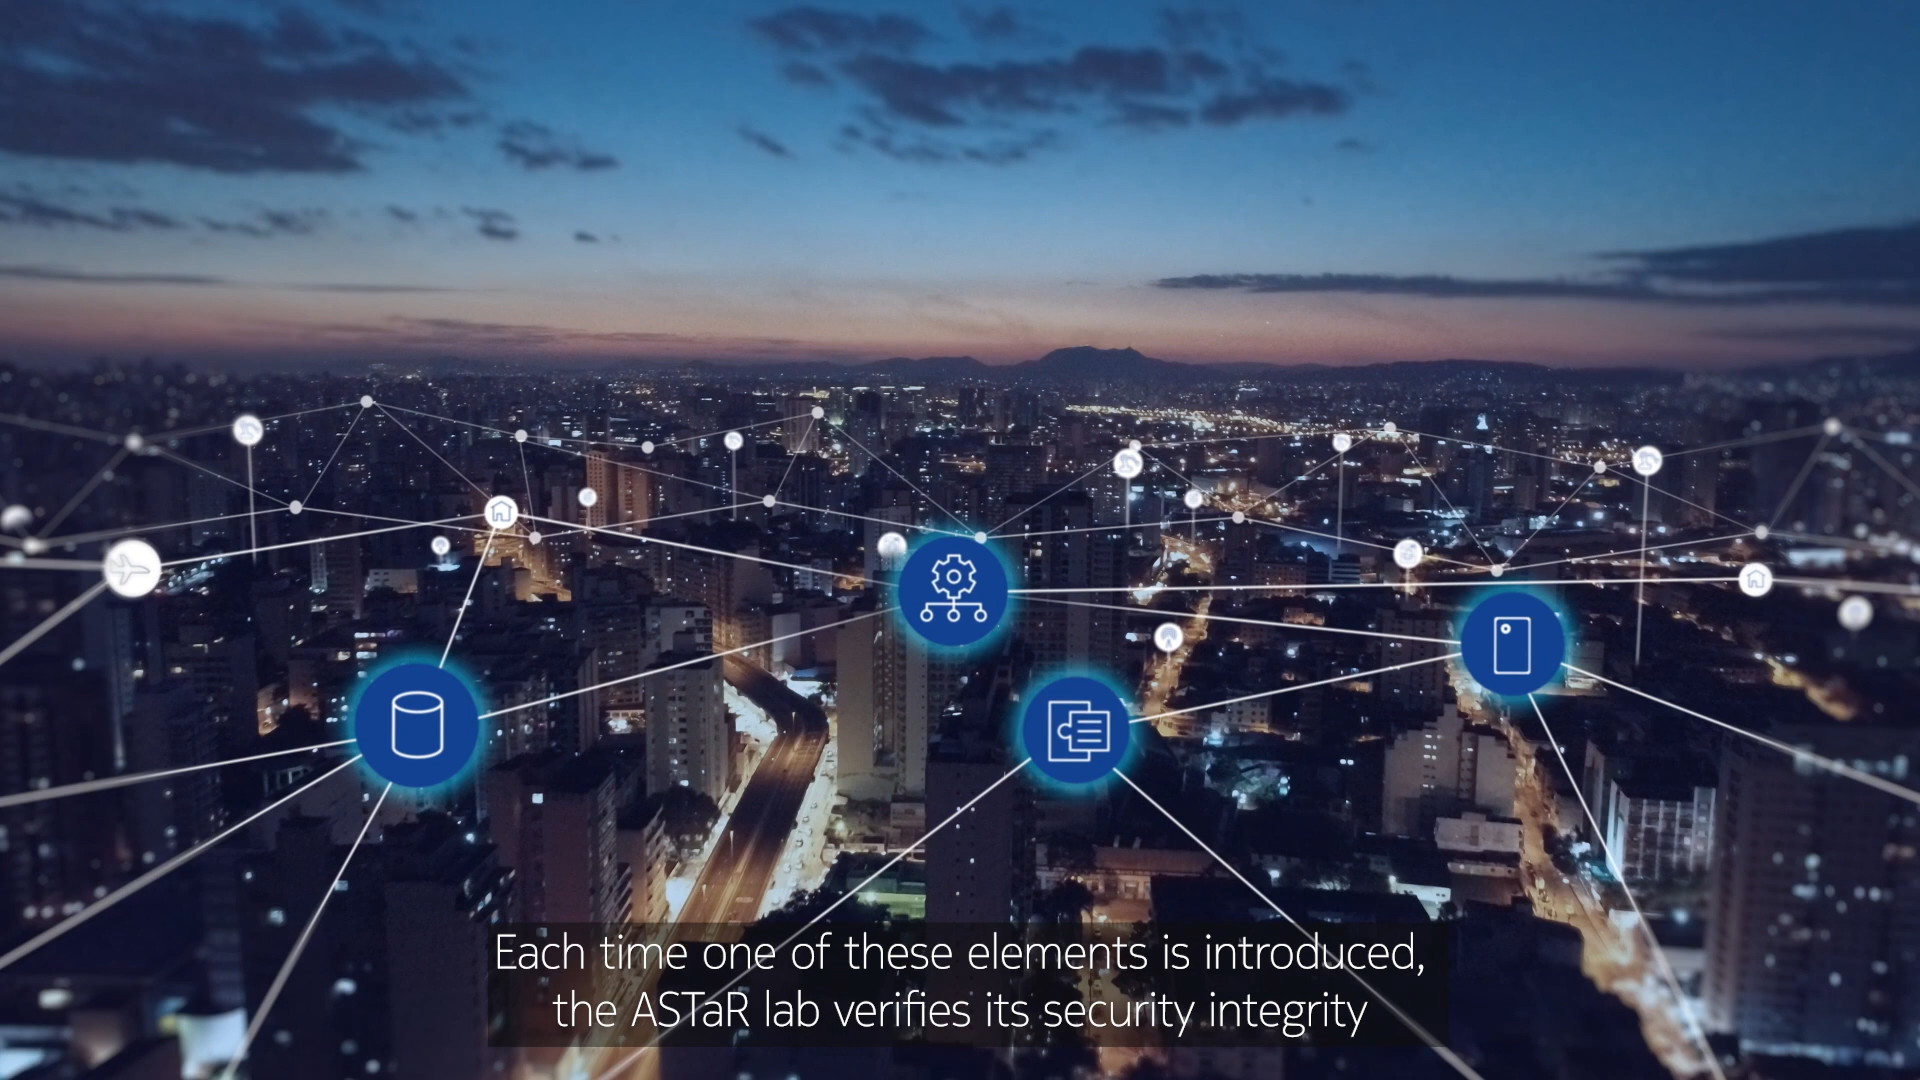 Each time one of these elements is introduced,
the ASTaR lab verifies its security integrity